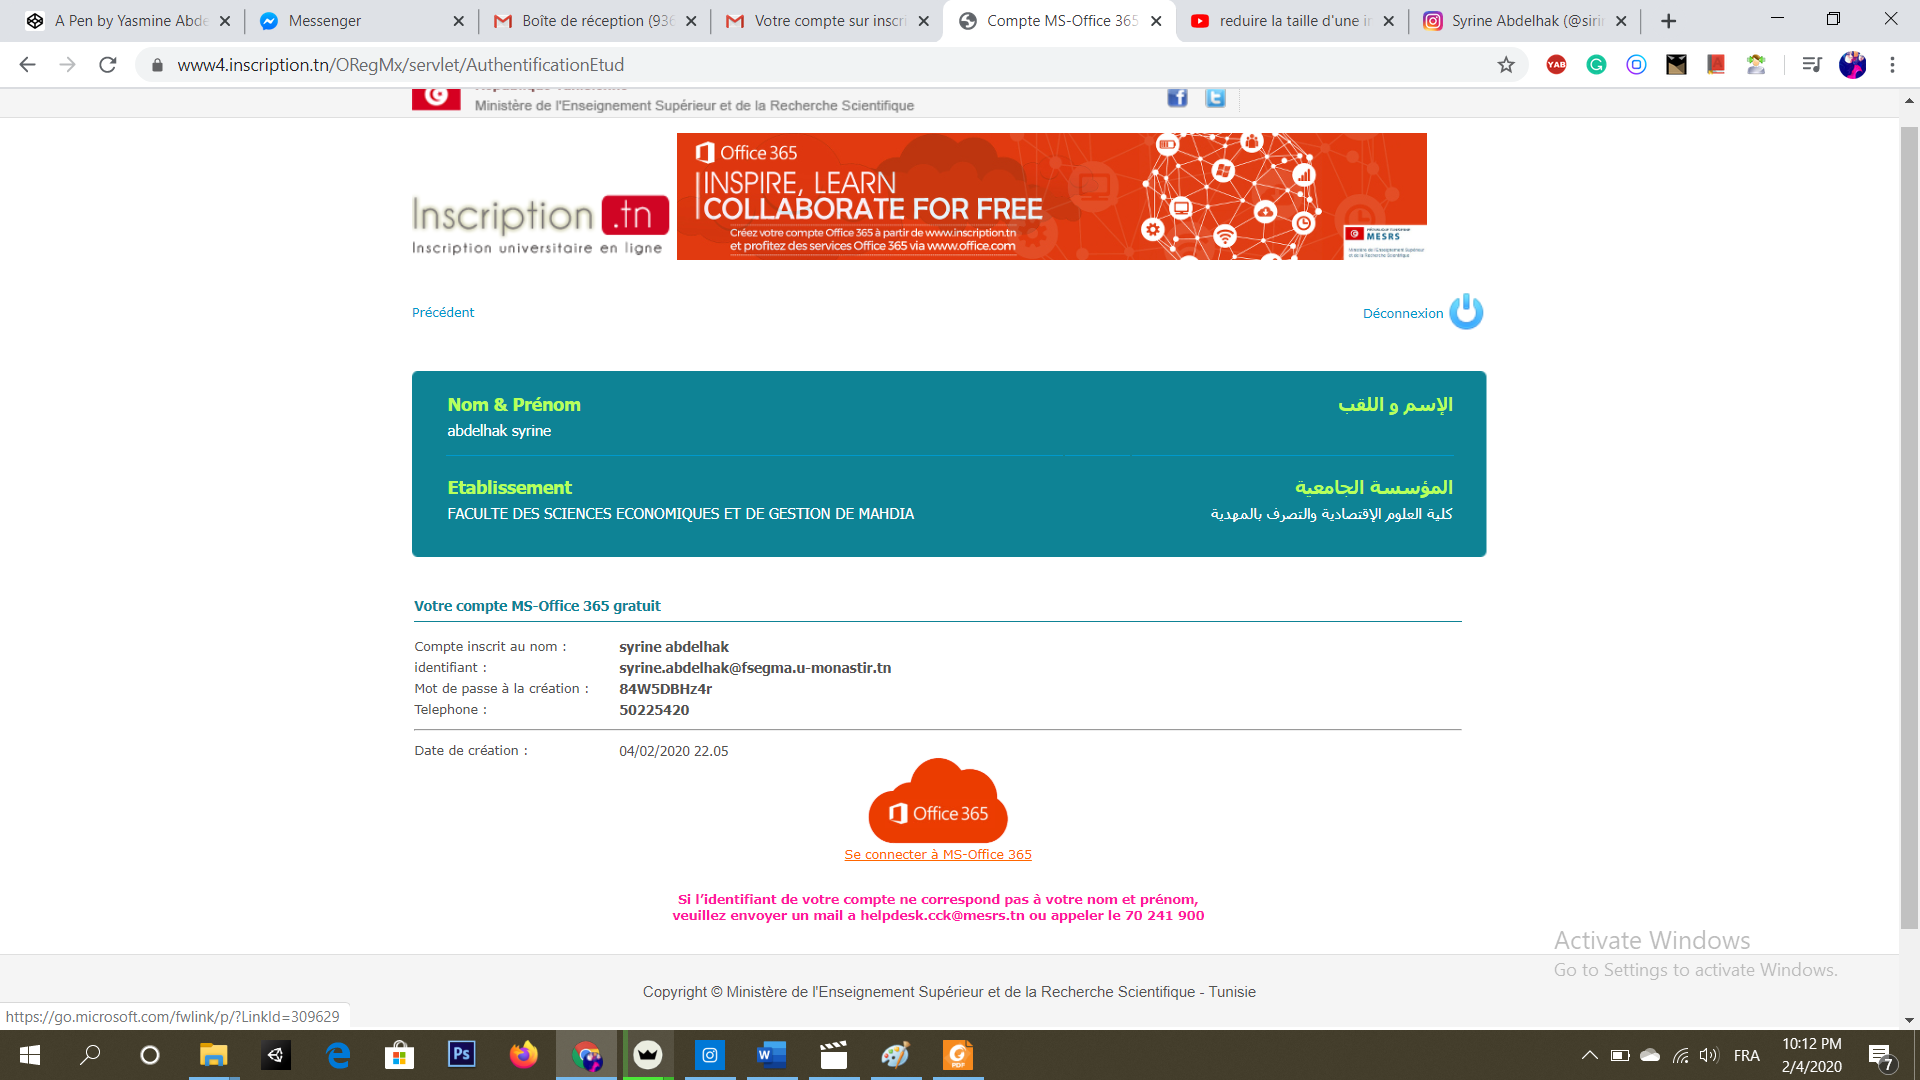 A Pen by Yasmine Abde
Messenger
Boîte de réception (936
Votre compte sur inscri
Compte MS-Office 365
reduire la taille d'une i
Syrine Abdelhak (@siri
www4.inscription.tn/ORegMx/servlet/AuthentificationEtud
Ministère de l'Enseignement Supérieur et de la Recherche Scientifique
Office 365
INSPIRE, LEARN
COLLABORATE FOR FREE
Créez votre compte Office 365 à partir de www.inscription.tn
et profitez des services Office 365 via www.office.com
MESRS
Inscription .tn
Inscription universitaire en ligne
Précédent
Déconnexion
Nom & Prénom
الإسم و اللقب
abdelhak syrine
Etablissement
المؤسسة الجامعية
FACULTE DES SCIENCES ECONOMIQUES ET DE GESTION DE MAHDIA
كلية العلوم الإقتصادية والتصرف بالمهدية
Votre compte MS-Office 365 gratuit
Compte inscrit au nom : syrine abdelhak
identifiant : syrine.abdelhak@fsegma.u-monastir.tn
Mot de passe à la création : 84W5DBHz4r
Telephone : 50225420
Date de création : 04/02/2020 22.05
Office 365
Se connecter à MS-Office 365
Si l'identifiant de votre compte ne correspond pas à votre nom et prénom,
veuillez envoyer un mail a helpdesk.cck@mesrs.tn ou appeler le 70 241 900
Activate Windows
Go to Settings to activate Windows.
Copyright © Ministère de l'Enseignement Supérieur et de la Recherche Scientifique - Tunisie
https://go.microsoft.com/fwlink/p/?LinkId=309629
FRA
10:12 PM
2/4/2020
7